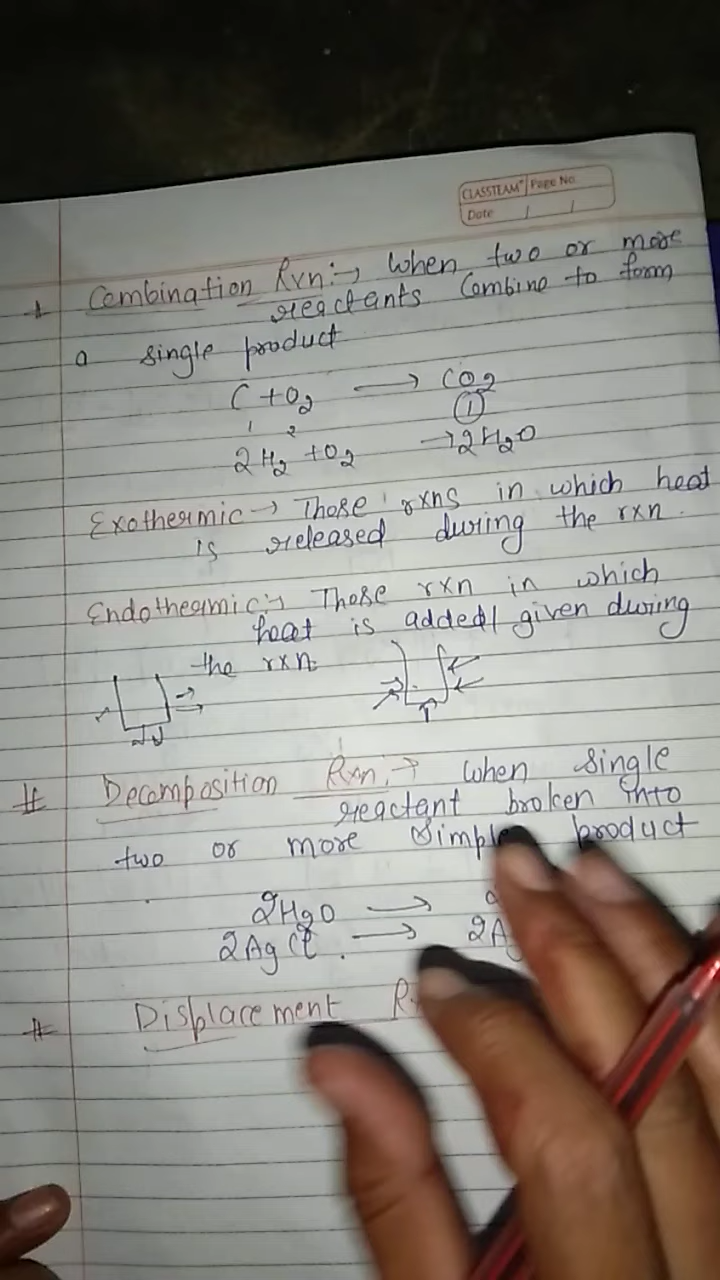 CLASSTEAM Page No.
Date / /
Combination Rxn:→ When two or more
reactants Combine to form
a single product
C + O2 → CO2
1 2 1
2H2 + O2 → 2H2O
Exothermic → Those rxns in which heat
is released during the rxn.
Endothermic:→ Those rxn in which
heat is added/given during
the rxn.
# Decomposition Rxn:→ When single
reactant broken into
two or more simple product
2HgO →
2AgCl →
# Displacement